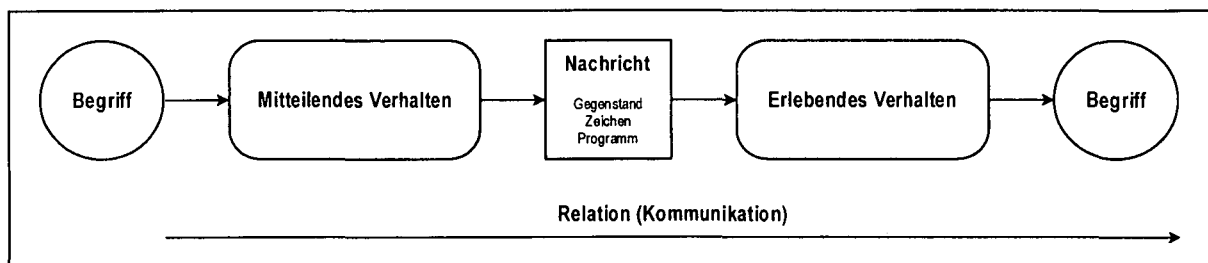 Begriff
Mitteilendes Verhalten
Nachricht
Gegenstand
Zeichen
Programm
Erlebendes Verhalten
Begriff
Relation (Kommunikation)